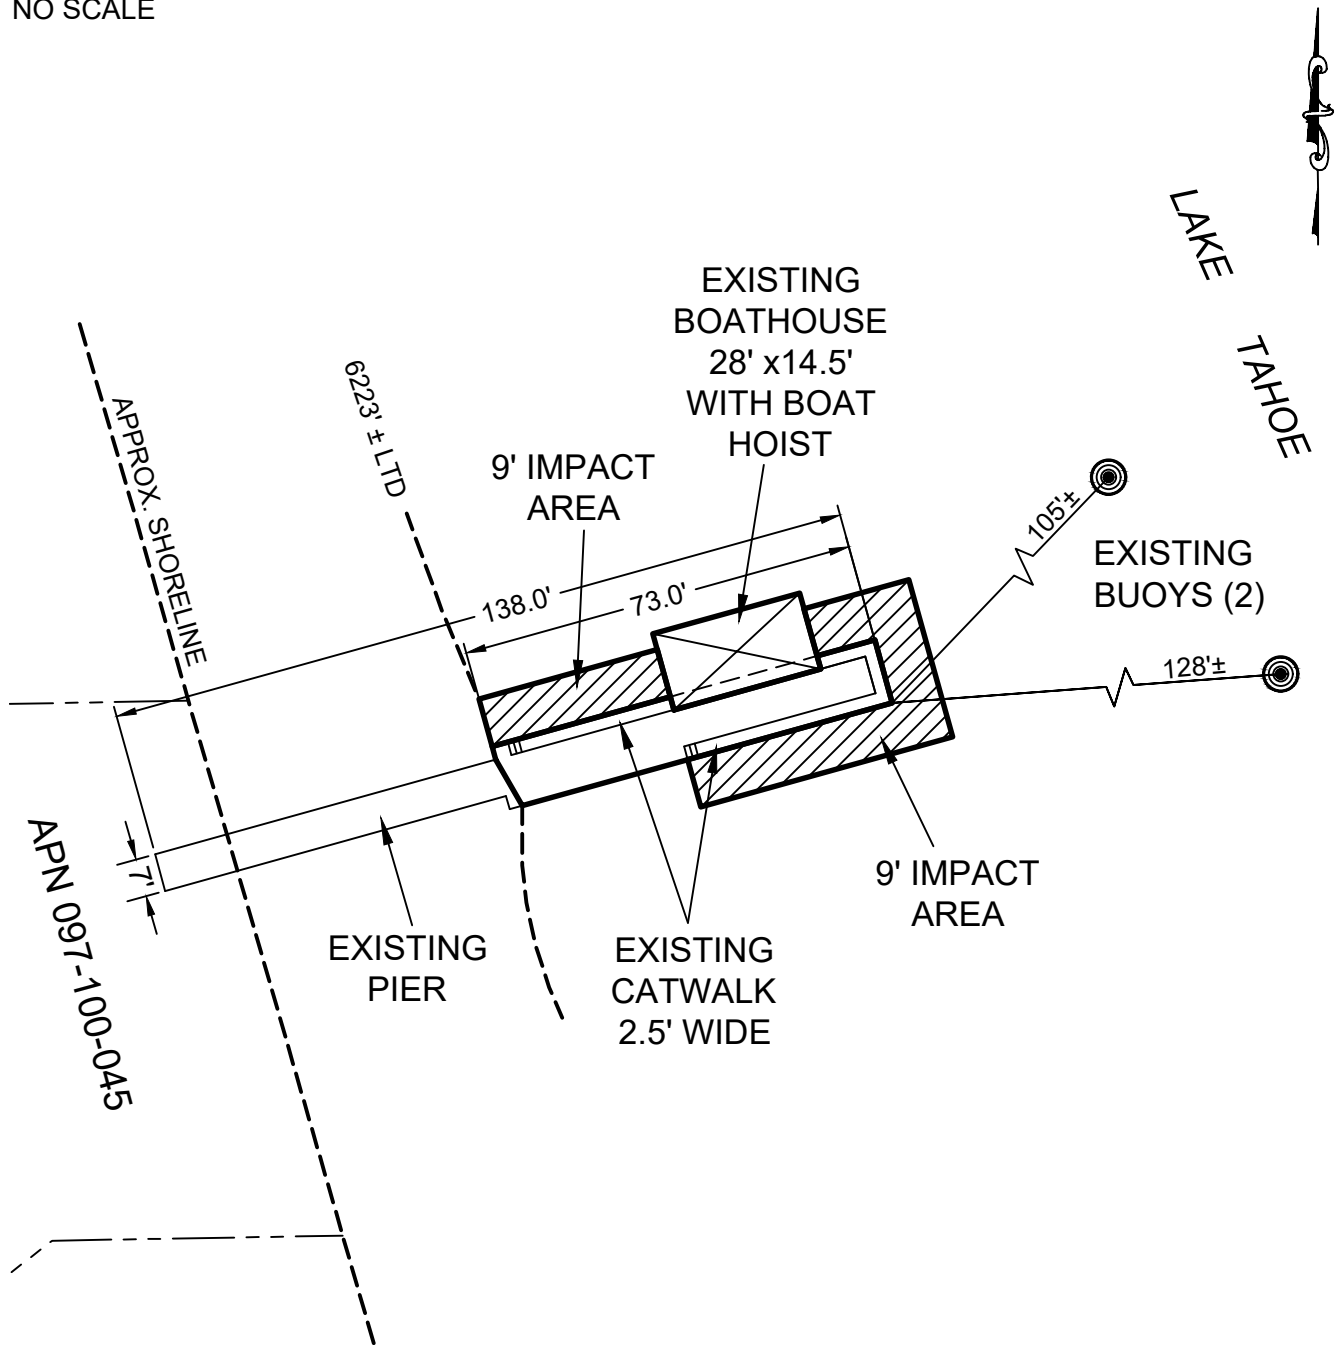 NO SCALE
LAKE
TAHOE
EXISTING
BOATHOUSE
28' x14.5'
WITH BOAT
HOIST
6223' ± LTD
APPROX. SHORELINE
9' IMPACT
AREA
105'±
EXISTING
BUOYS (2)
138.0'
73.0'
128'±
7'
APN 097-100-045
9' IMPACT
AREA
EXISTING
PIER
EXISTING
CATWALK
2.5' WIDE